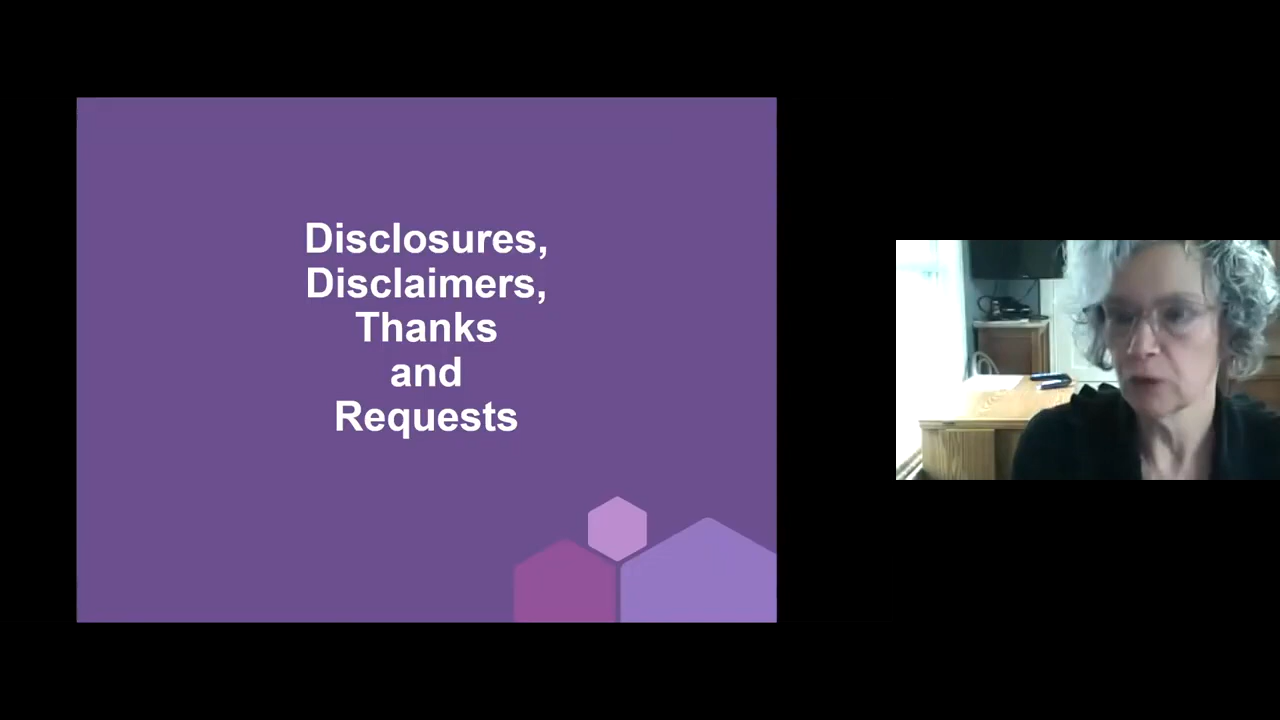 Disclosures,
Disclaimers,
Thanks
and
Requests